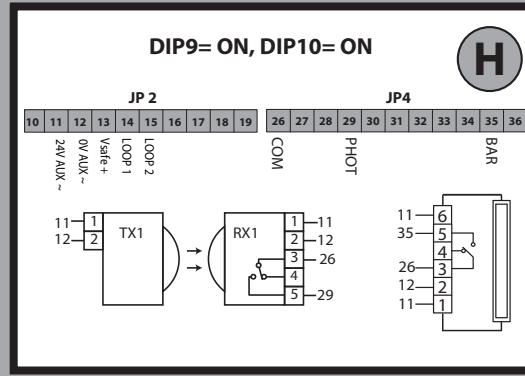 DIP9= ON, DIP10= ON
H
JP 2
JP4
10 11 12 13 14 15 16 17 18 19
26 27 28 29 30 31 32 33 34 35 36
24V AUX ~
0V AUX ~
Vsafe +
LOOP 1
LOOP 2
COM
PHOT
BAR
11 1
12 2
TX1
RX1
1 11
2 12
3 26
4
5 29
11 6
35 5
4
26 3
12 2
11 1